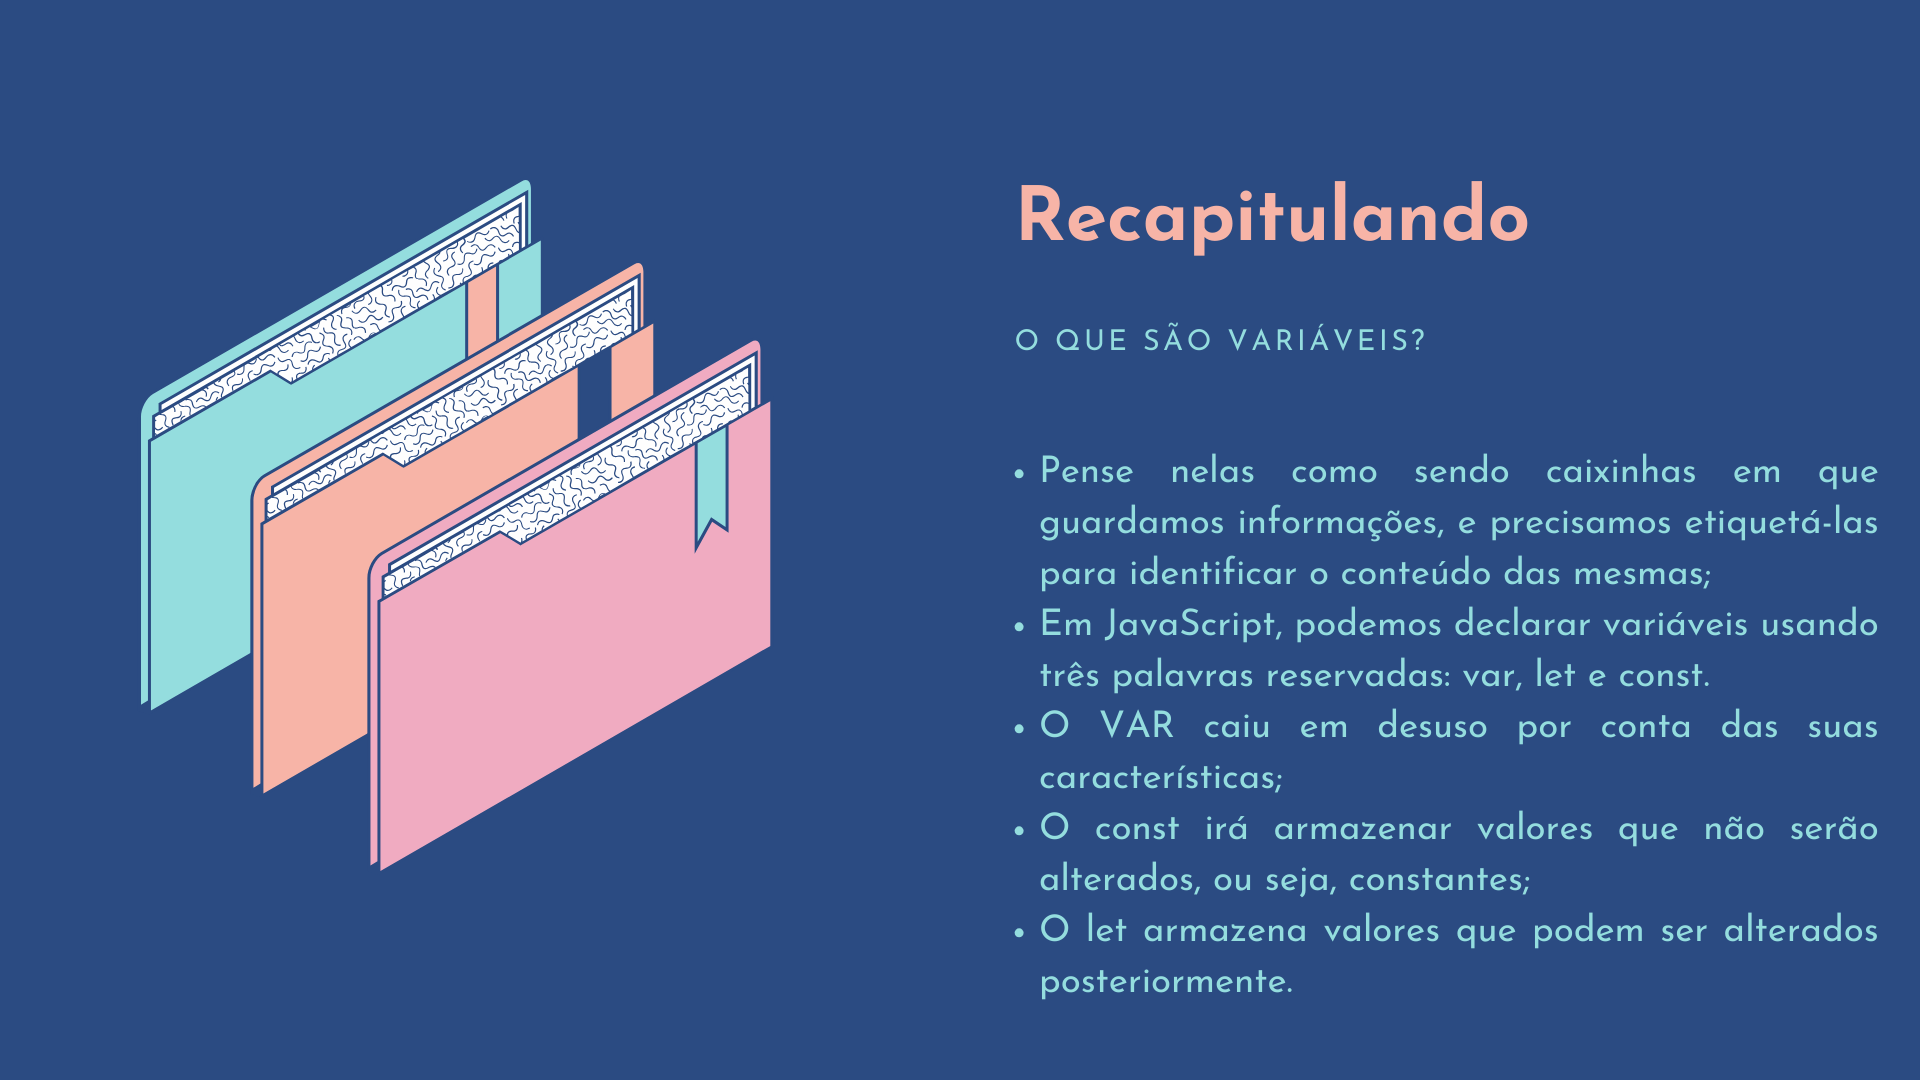 Recapitulando
O QUE SÃO VARIÁVEIS?
• Pense nelas como sendo caixinhas em que
guardamos informações, e precisamos etiquetá-las
para identificar o conteúdo das mesmas;
• Em JavaScript, podemos declarar variáveis usando
três palavras reservadas: var, let e const.
• O VAR caiu em desuso por conta das suas
características;
• O const irá armazenar valores que não serão
alterados, ou seja, constantes;
• O let armazena valores que podem ser alterados
posteriormente.